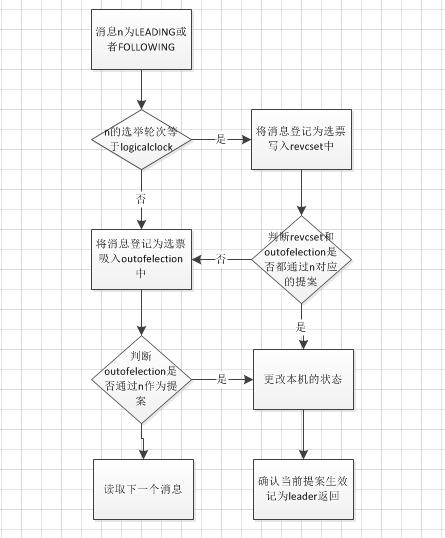 消息n为LEADING或
者FOLLOWING
n的选举轮次等
于logicalclock
是
将消息登记为选票
写入revcset中
否
将消息登记为选票
吸入outofelection
中
否
判断revcset和
outofelection是
否都通过n对应
的提案
是
判断
outofelection是
否通过n作为提
案
是
更改本机的状态
读取下一个消息
确认当前提案生效
记为leader返回